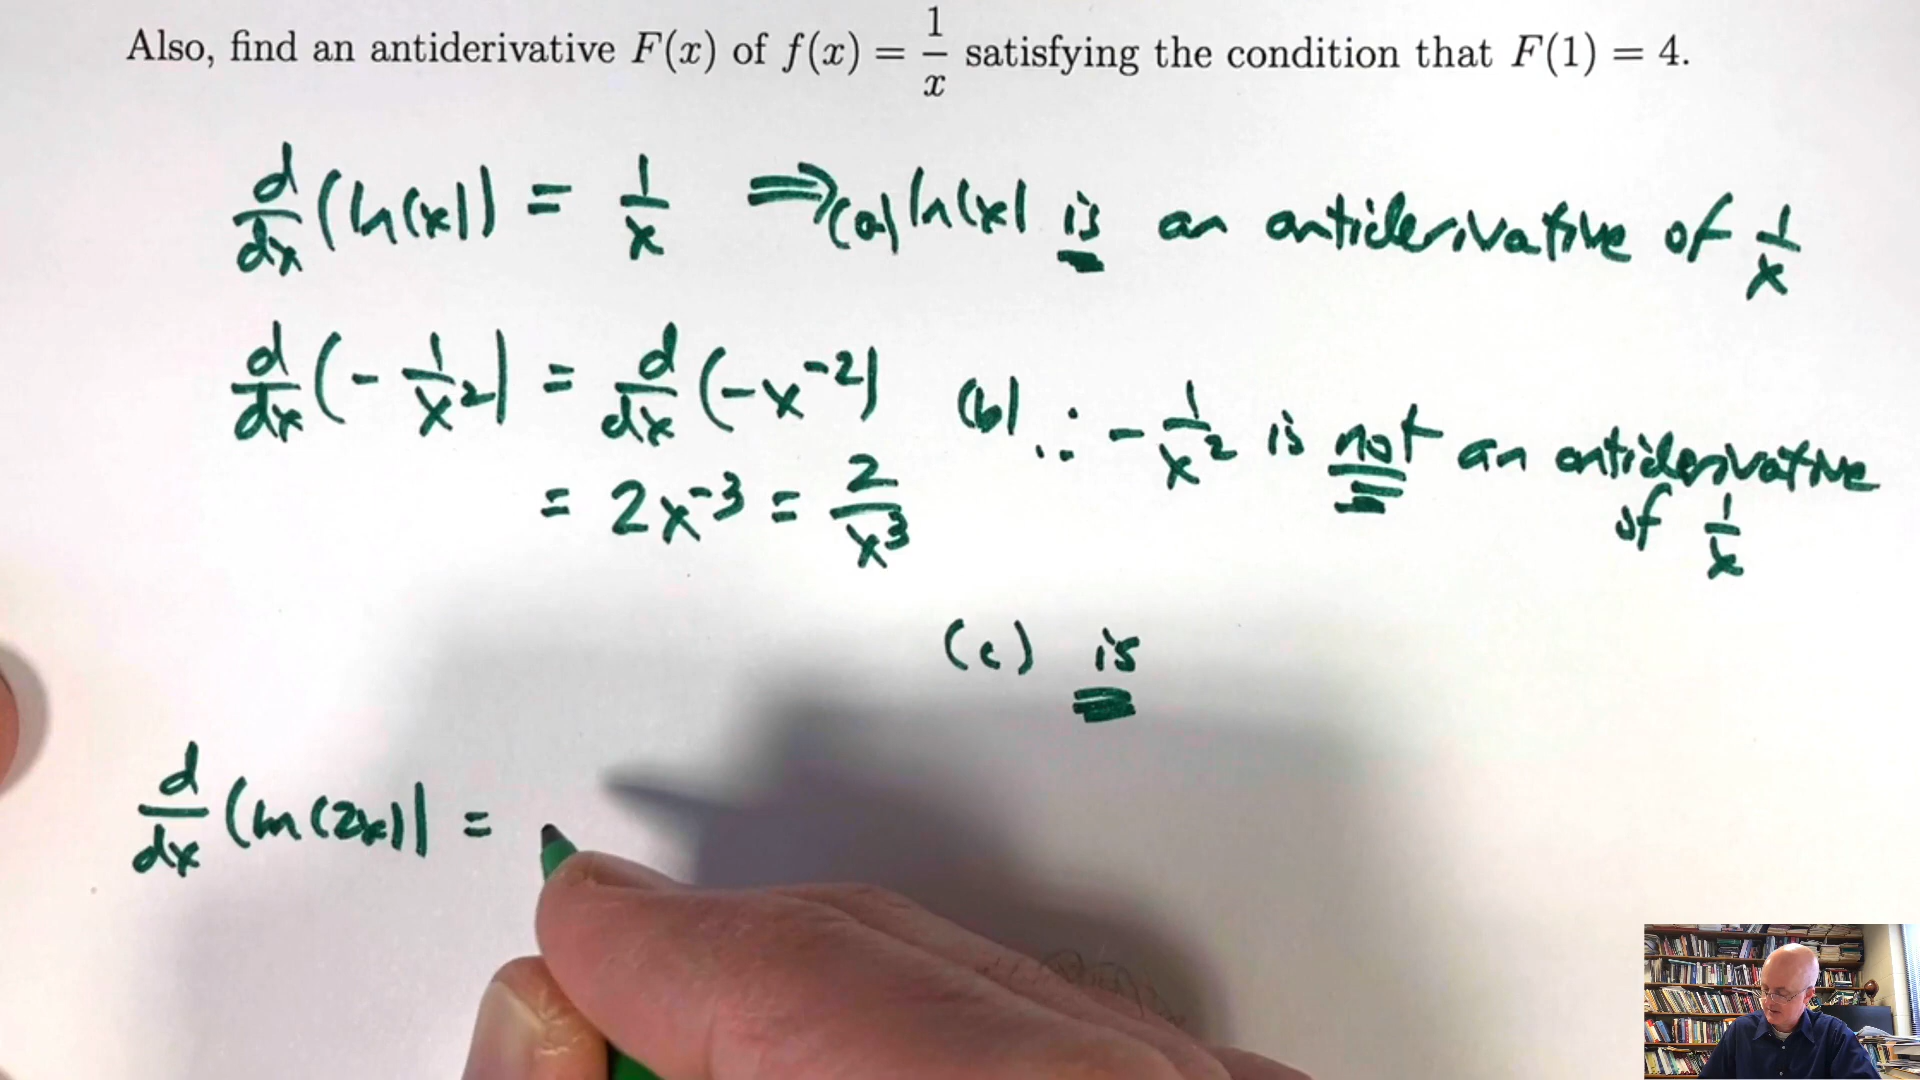 Also, find an antiderivative F(x) of f(x) = 1/x satisfying the condition that F(1) = 4.
d/dx (ln(x)) = 1/x ⟹ (a) ln(x) is an antiderivative of 1/x
d/dx (- 1/x²) = d/dx (-x⁻²) (b) ∴ - 1/x² is not an antiderivative of 1/x
= 2x⁻³ = 2/x³
(c) is
d/dx (ln(2x)) =